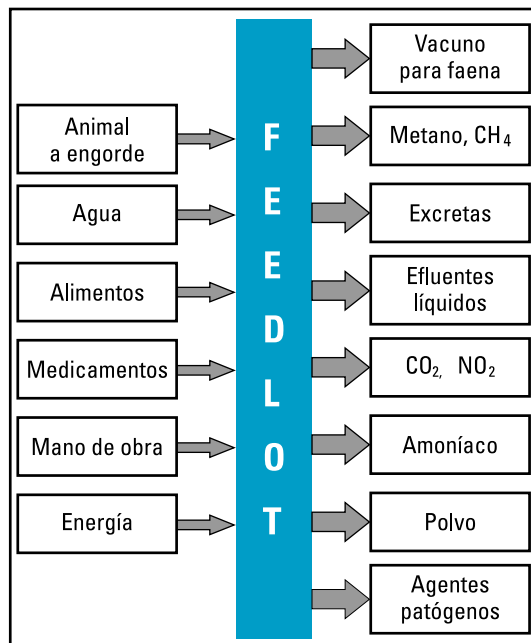 Animal
a engorde
Agua
Alimentos
Medicamentos
Mano de obra
Energía
F
E
E
D
L
O
T
Vacuno
para faena
Metano, CH4
Excretas
Efluentes
líquidos
CO2, NO2
Amoníaco
Polvo
Agentes
patógenos